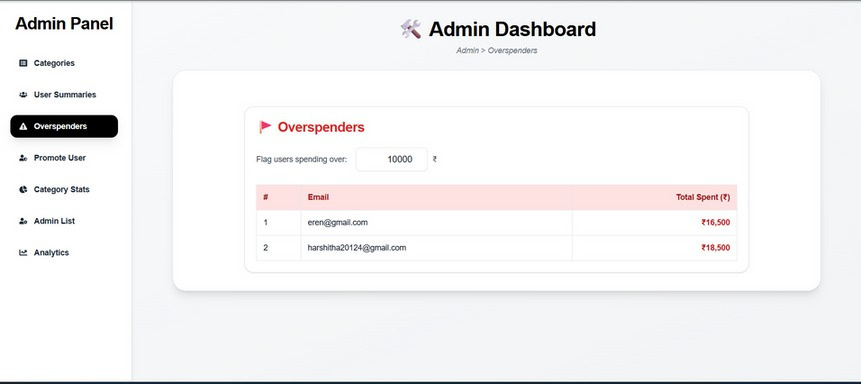 Admin Panel
Categories
User Summaries
Overspenders
Promote User
Category Stats
Admin List
Analytics
Admin Dashboard
Admin > Overspenders
Overspenders
Flag users spending over: 10000 ₹
# Email Total Spent (₹)
1 eren@gmail.com ₹16,500
2 harshitha20124@gmail.com ₹18,500